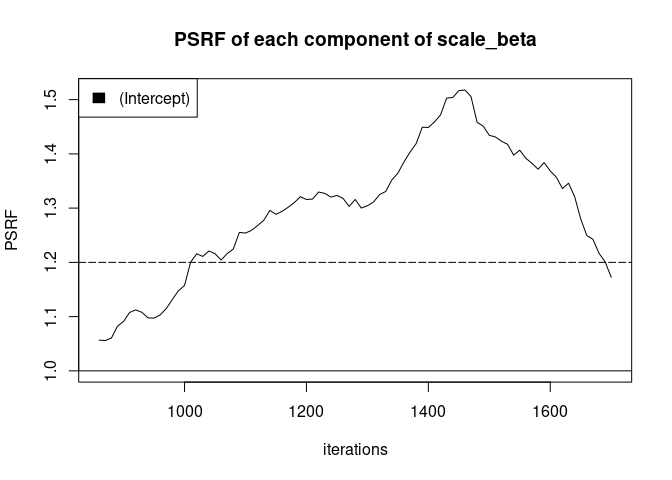 PSRF of each component of scale_beta
(Intercept)
PSRF
1.5
1.4
1.3
1.2
1.1
1.0
1000 1200 1400 1600
iterations